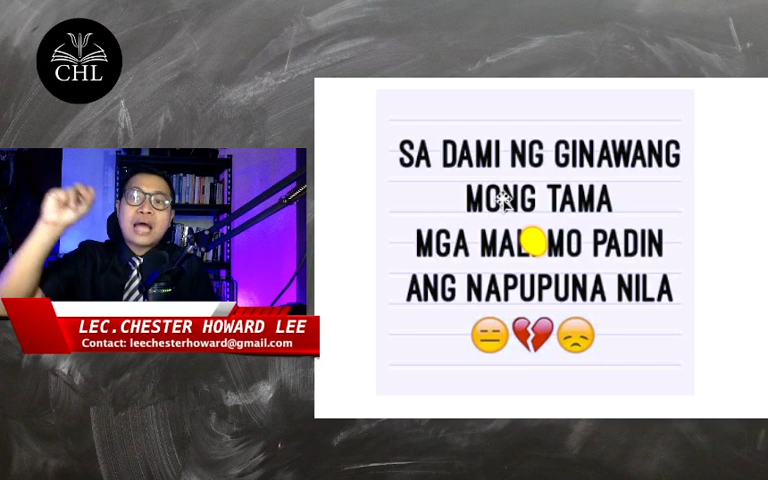 CHL
SA DAMI NG GINAWANG
MONG TAMA
MGA MO PADIN
ANG NAPUPUNA NILA
LEC.CHESTER HOWARD LEE
Contact: leechesterhoward@gmail.com